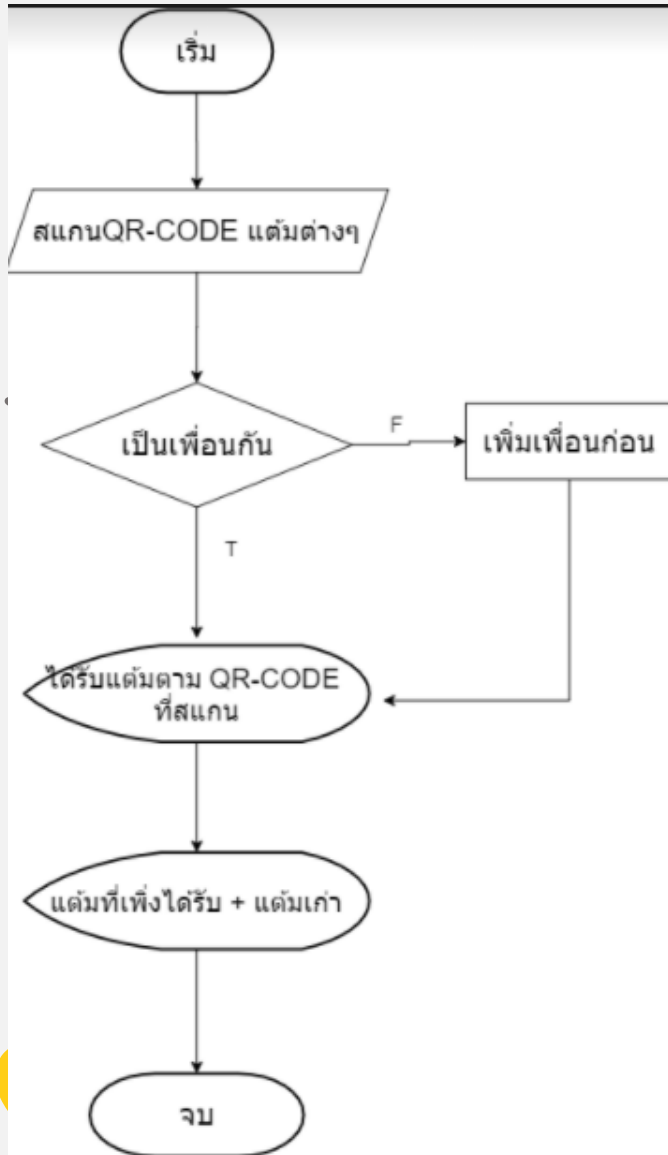 เริ่ม
สแกนQR-CODE แต้มต่างๆ
เป็นเพื่อนกัน
F
เพิ่มเพื่อนก่อน
T
ได้รับแต้มตาม QR-CODE
ที่สแกน
แต้มที่เพิ่งได้รับ + แต้มเก่า
จบ